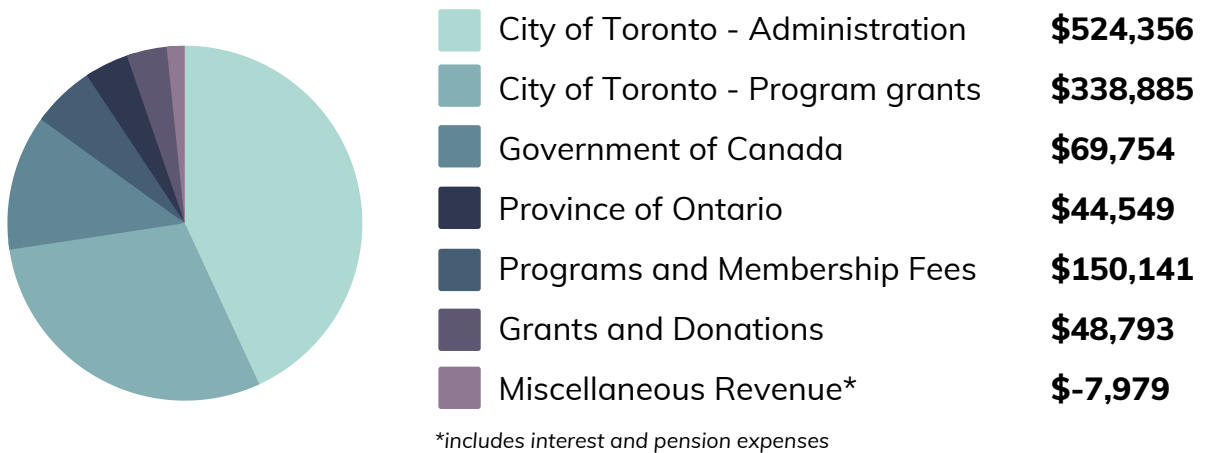 City of Toronto - Administration $524,356
City of Toronto - Program grants $338,885
Government of Canada $69,754
Province of Ontario $44,549
Programs and Membership Fees $150,141
Grants and Donations $48,793
Miscellaneous Revenue* $-7,979
*includes interest and pension expenses